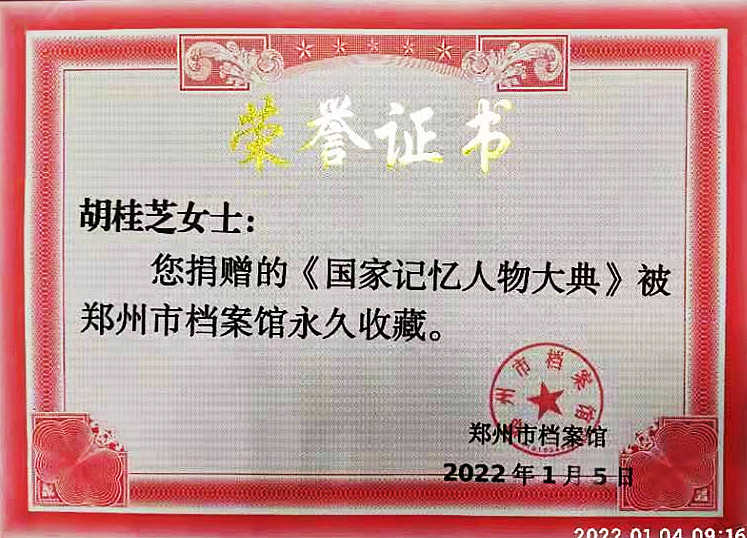 荣誉证书
胡桂芝女士：
您捐赠的《国家记忆人物大典》被
郑州市档案馆永久收藏。
郑州市档案馆
郑州市档案馆
2022年1月5日
2022.01.04 09:16